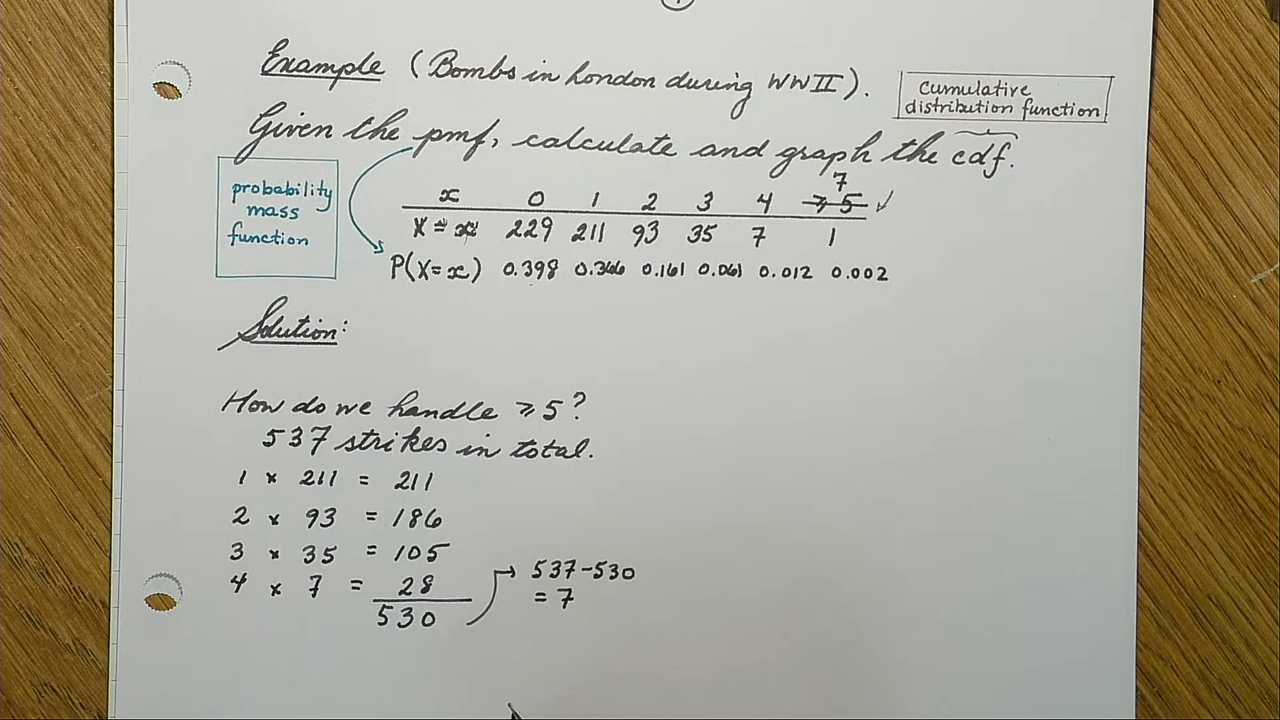 1
Example (Bombs in London during WWII).
Cumulative
distribution function
Given the pmf, calculate and graph the cdf.
probability
mass
function
7
x 0 1 2 3 4 ≥ 5 ✓
X = x 229 211 93 35 7 1
P(X=x) 0.398 0.366 0.161 0.061 0.012 0.002
Solution:
How do we handle ≥ 5?
537 strikes in total.
1 × 211 = 211
2 × 93 = 186
3 × 35 = 105
4 × 7 = 28
530
537-530
= 7